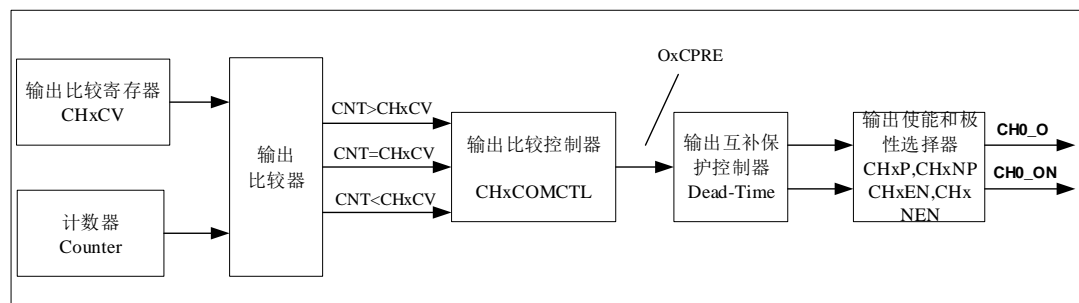 输出比较寄存器
CHxCV
计数器
Counter
输出
比较器
CNT>CHxCV
CNT=CHxCV
CNT<CHxCV
输出比较控制器
CHxCOMCTL
OxCPRE
输出互补保
护控制器
Dead-Time
输出使能和极
性选择器
CHxP,CHxNP
CHxEN,CHx
NEN
CH0_O
CH0_ON